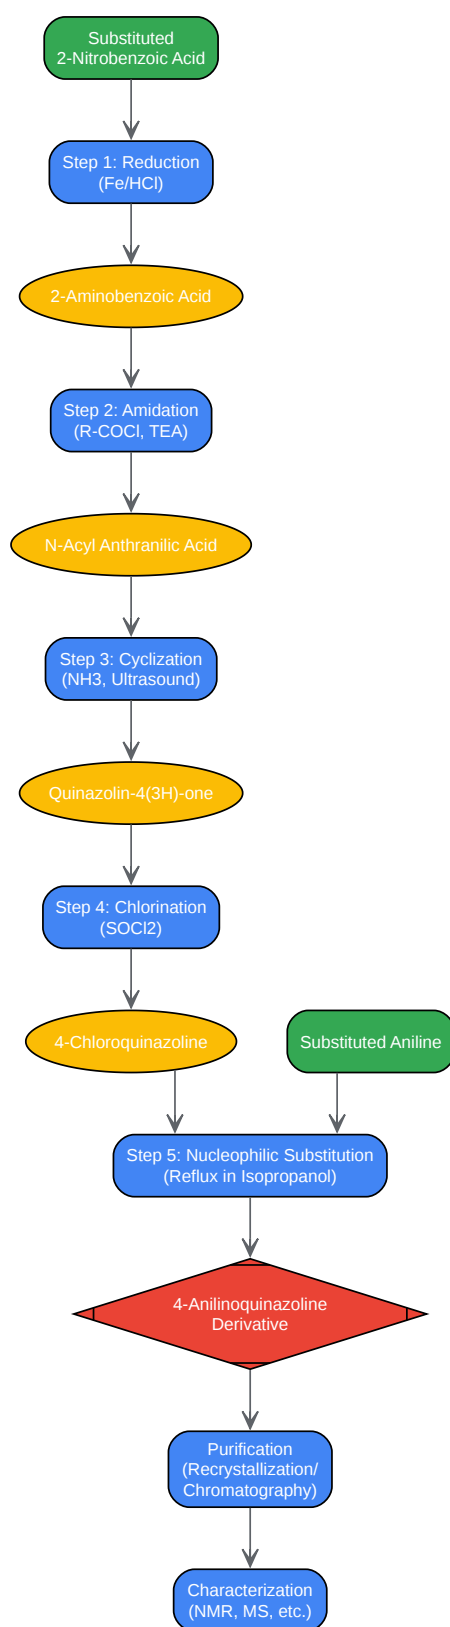 Substituted
2-Nitrobenzoic Acid
Step 1: Reduction
(Fe/HCl)
2-Aminobenzoic Acid
Step 2: Amidation
(R-COCl, TEA)
N-Acyl Anthranilic Acid
Step 3: Cyclization
(NH3, Ultrasound)
Quinazolin-4(3H)-one
Step 4: Chlorination
(SOCl2)
4-Chloroquinazoline
Substituted Aniline
Step 5: Nucleophilic Substitution
(Reflux in Isopropanol)
4-Anilinoquinazoline
Derivative
Purification
(Recrystallization/
Chromatography)
Characterization
(NMR, MS, etc.)